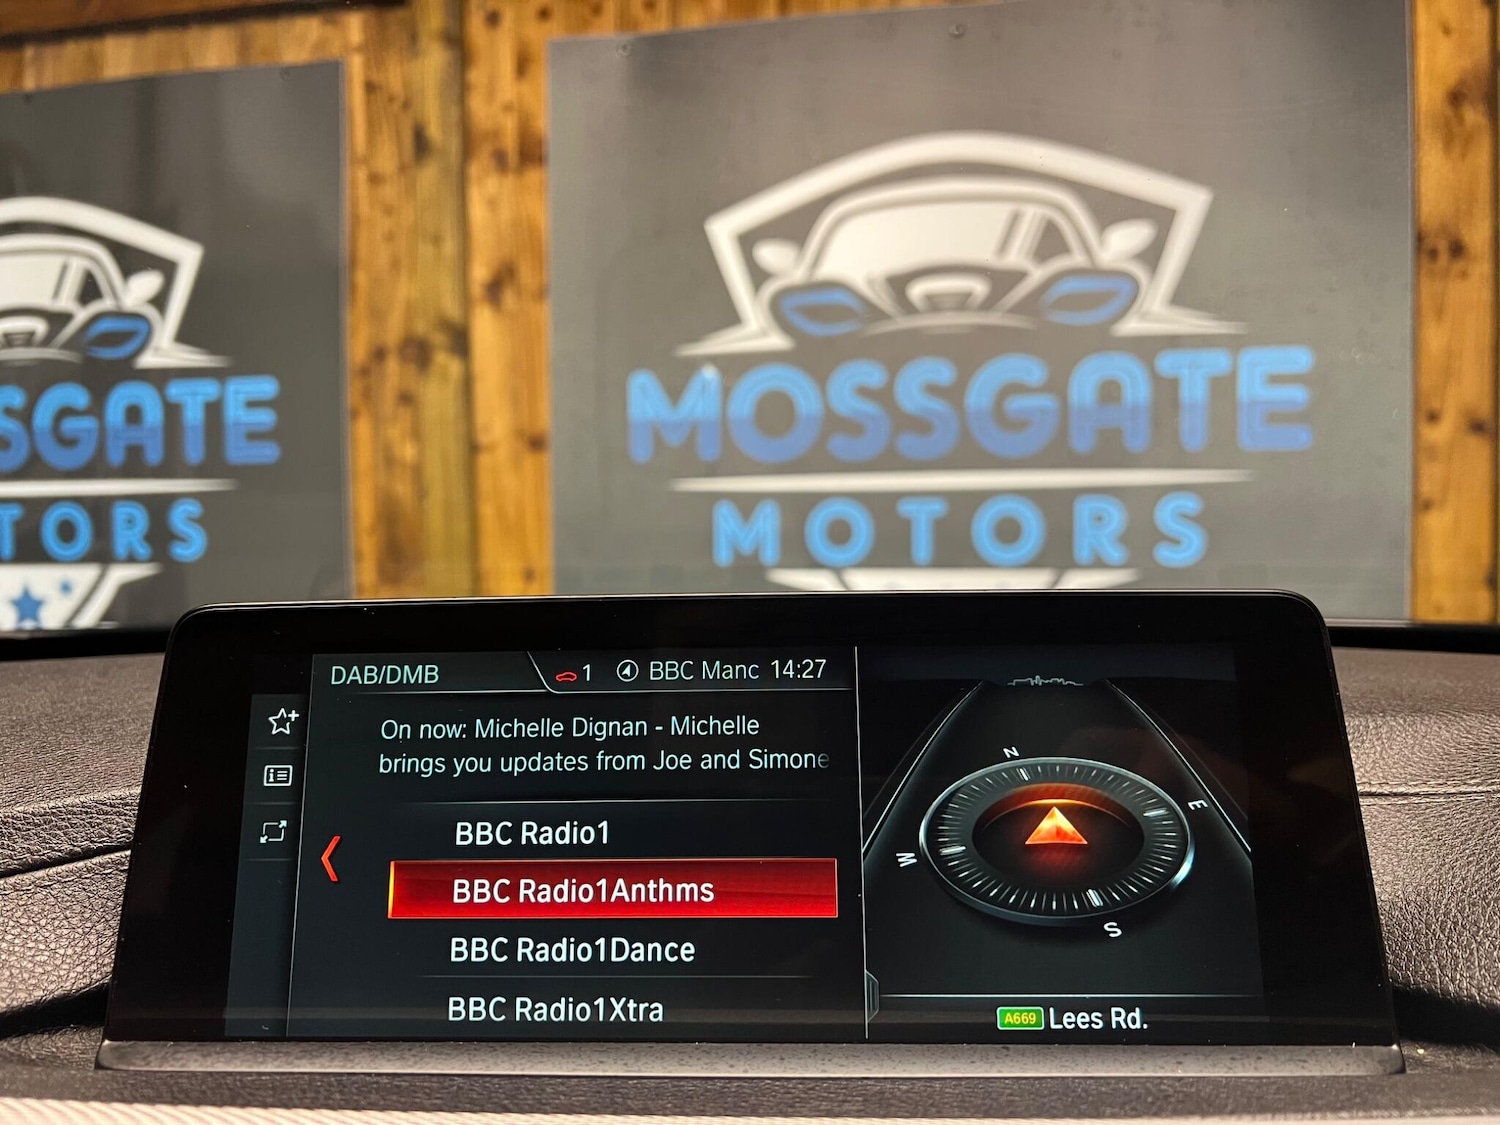 MOSSGATE
MOTORS
SGATE
TORS
DAB/DMB
1
BBC Manc 14:27
On now: Michelle Dignan - Michelle
brings you updates from Joe and Simone
BBC Radio1
BBC Radio1Anthms
BBC Radio1Dance
BBC Radio1Xtra
N
E
W
S
A669 Lees Rd.